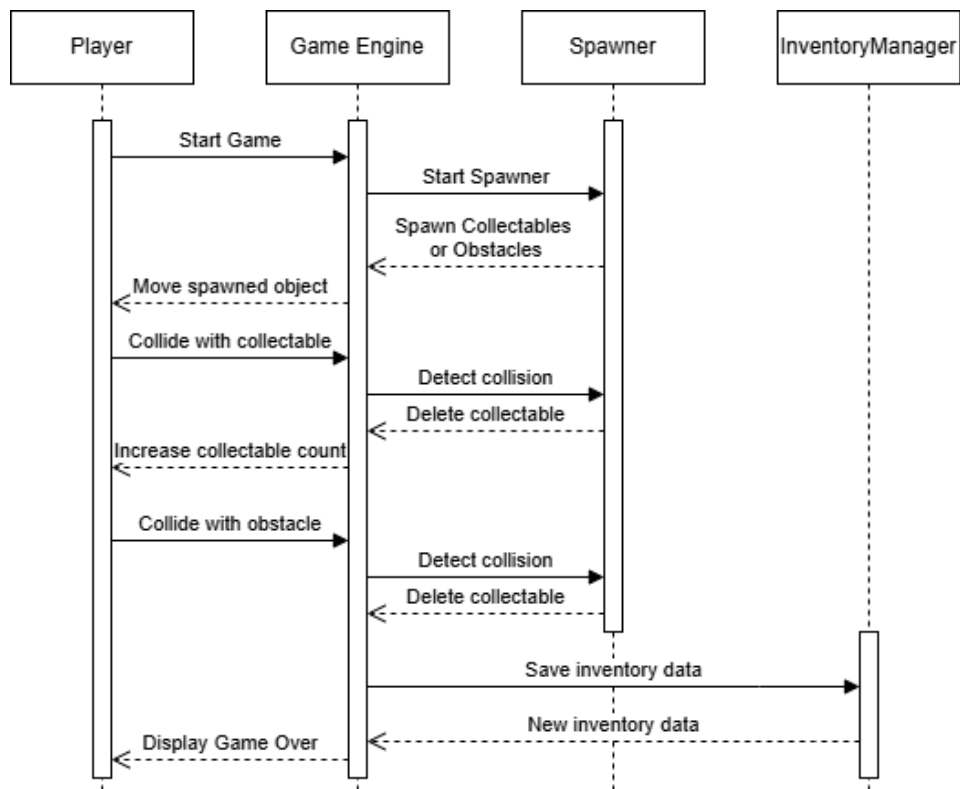 Player
Game Engine
Spawner
InventoryManager
Start Game
Start Spawner
Spawn Collectables
or Obstacles
Move spawned object
Collide with collectable
Detect collision
Delete collectable
Increase collectable count
Collide with obstacle
Detect collision
Delete collectable
Save inventory data
New inventory data
Display Game Over